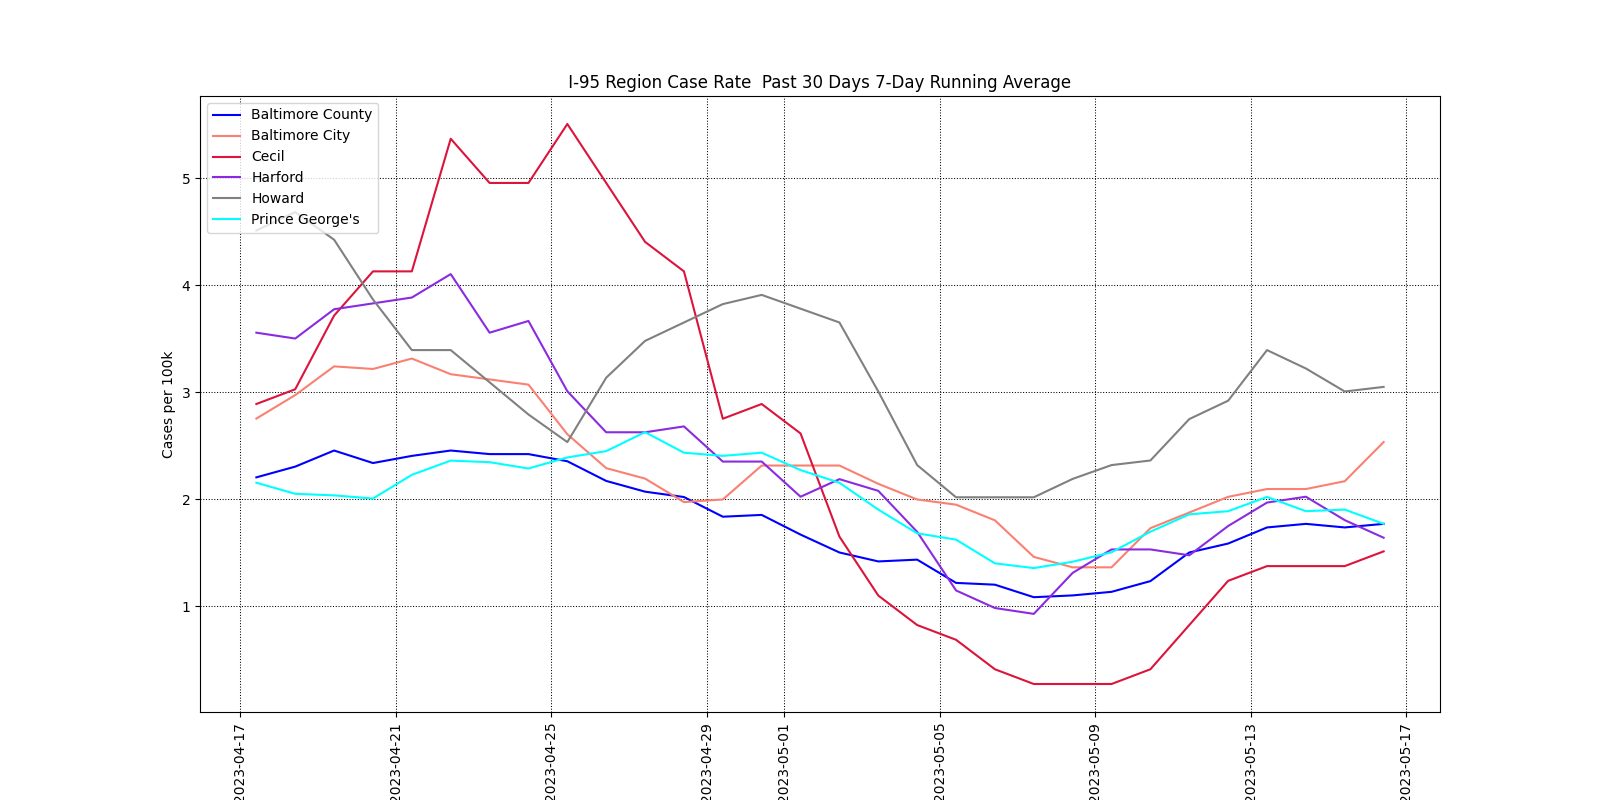 I-95 Region Case Rate  Past 30 Days 7-Day Running Average
Baltimore County
Baltimore City
Cecil
Harford
Howard
Prince George's
Cases per 100k
5
4
3
2
1
2023-04-17
2023-04-21
2023-04-25
2023-04-29
2023-05-01
2023-05-05
2023-05-09
2023-05-13
2023-05-17